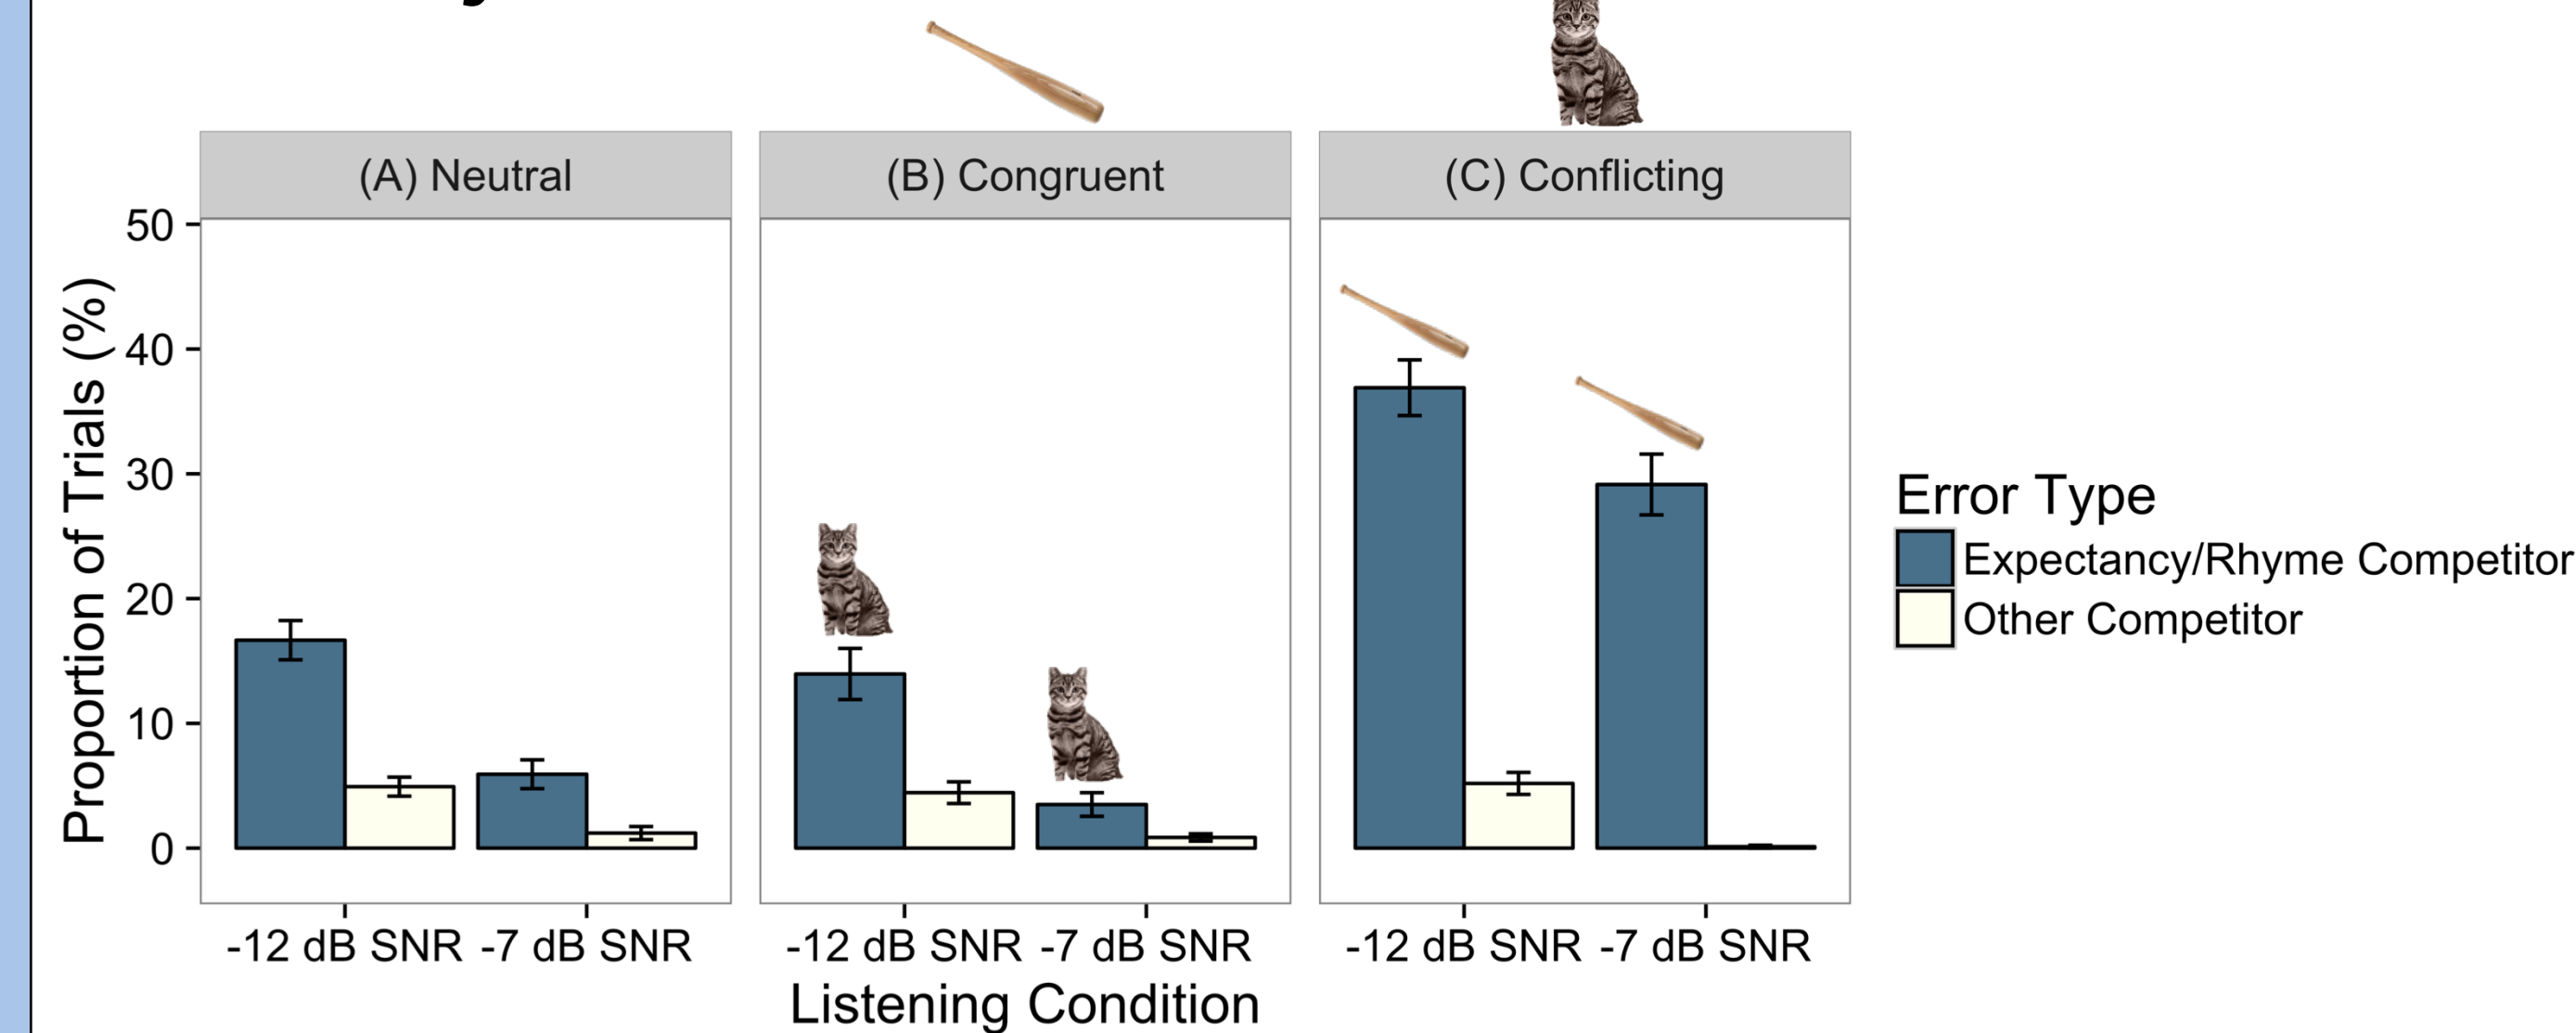 (A) Neutral
(B) Congruent
(C) Conflicting
Proportion of Trials (%)
50
40
30
20
10
0
-12 dB SNR
-7 dB SNR
-12 dB SNR
-7 dB SNR
-12 dB SNR
-7 dB SNR
Listening Condition
Error Type
Expectancy/Rhyme Competitor
Other Competitor